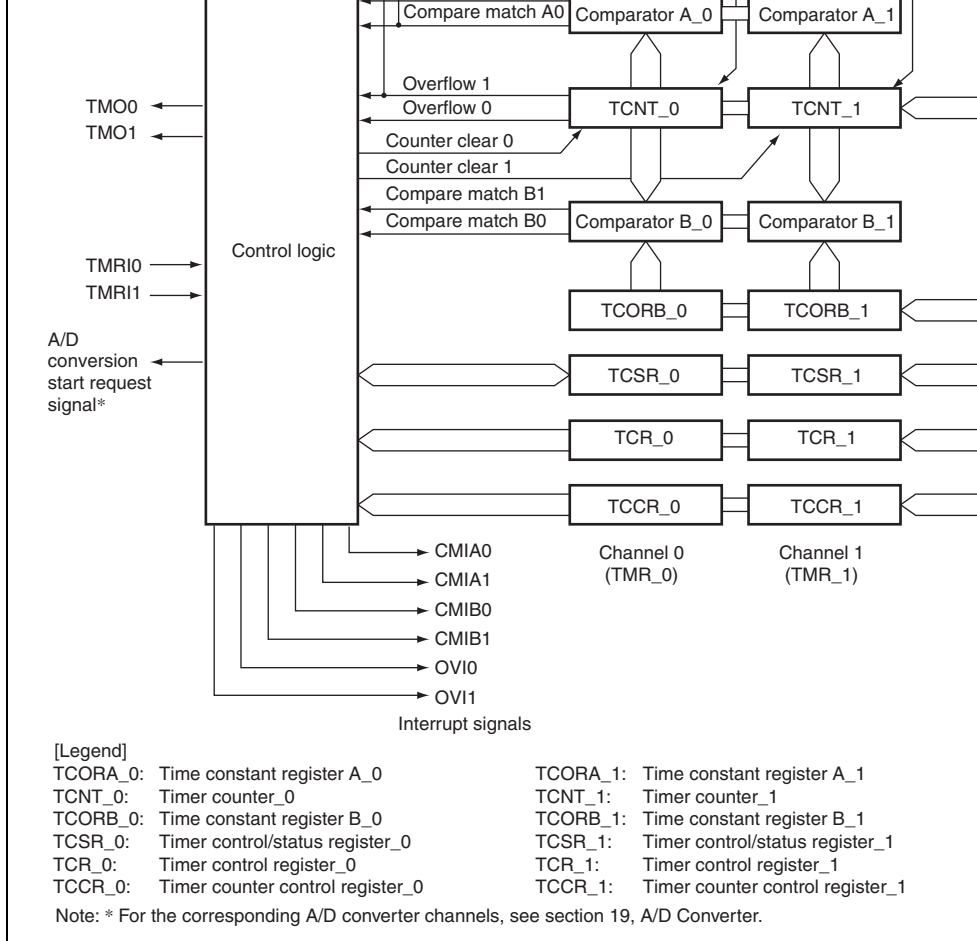 Compare match A0
Comparator A_0
Comparator A_1
Overflow 1
TMO0
Overflow 0
TCNT_0
TCNT_1
TMO1
Counter clear 0
Counter clear 1
Compare match B1
Compare match B0
Comparator B_0
Comparator B_1
Control logic
TMRI0
TMRI1
TCORB_0
TCORB_1
A/D
conversion
start request
signal*
TCSR_0
TCSR_1
TCR_0
TCR_1
TCCR_0
TCCR_1
CMIA0
CMIA1
CMIB0
CMIB1
OVI0
OVI1
Interrupt signals
Channel 0
(TMR_0)
Channel 1
(TMR_1)
[Legend]
TCORA_0: Time constant register A_0
TCORA_1: Time constant register A_1
TCNT_0: Timer counter_0
TCNT_1: Timer counter_1
TCORB_0: Time constant register B_0
TCORB_1: Time constant register B_1
TCSR_0: Timer control/status register_0
TCSR_1: Timer control/status register_1
TCR_0: Timer control register_0
TCR_1: Timer control register_1
TCCR_0: Timer counter control register_0
TCCR_1: Timer counter control register_1
Note: * For the corresponding A/D converter channels, see section 19, A/D Converter.